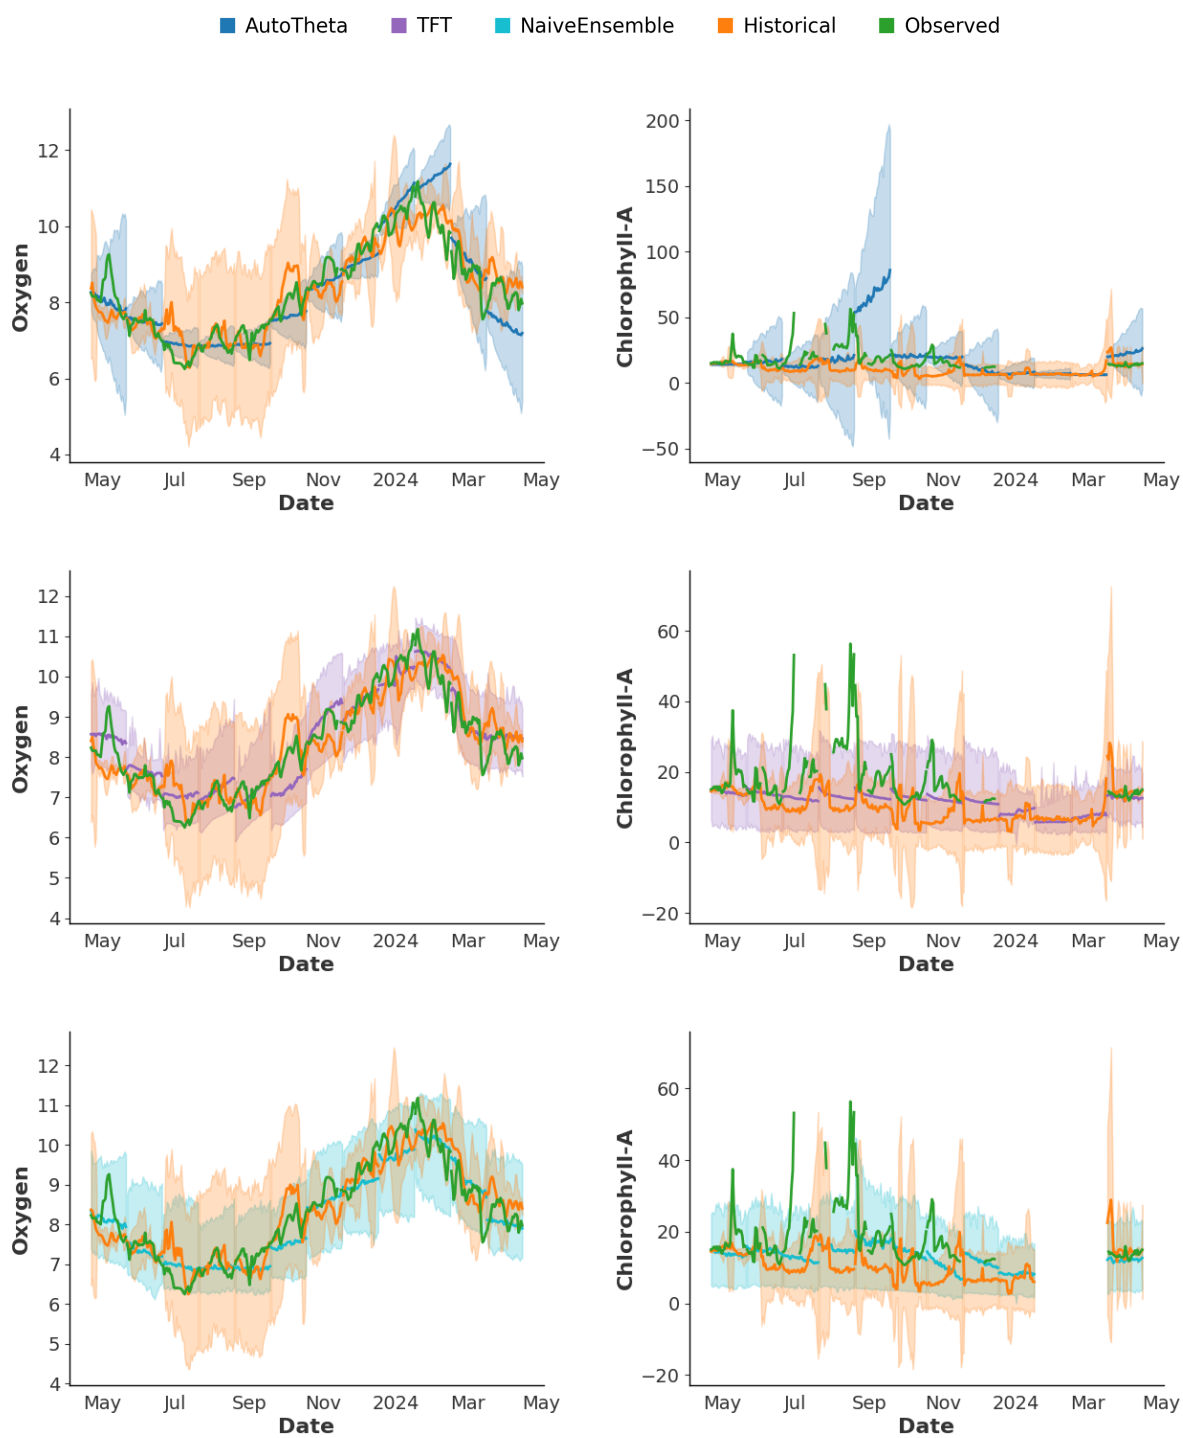 AutoTheta TFT NaiveEnsemble Historical Observed
Oxygen
12
10
8
6
4
May Jul Sep Nov 2024 Mar May
Date
Chlorophyll-A
200
150
100
50
0
−50
May Jul Sep Nov 2024 Mar May
Date
Oxygen
12
11
10
9
8
7
6
5
4
May Jul Sep Nov 2024 Mar May
Date
Chlorophyll-A
60
40
20
0
−20
May Jul Sep Nov 2024 Mar May
Date
Oxygen
12
11
10
9
8
7
6
5
4
May Jul Sep Nov 2024 Mar May
Date
Chlorophyll-A
60
40
20
0
−20
May Jul Sep Nov 2024 Mar May
Date